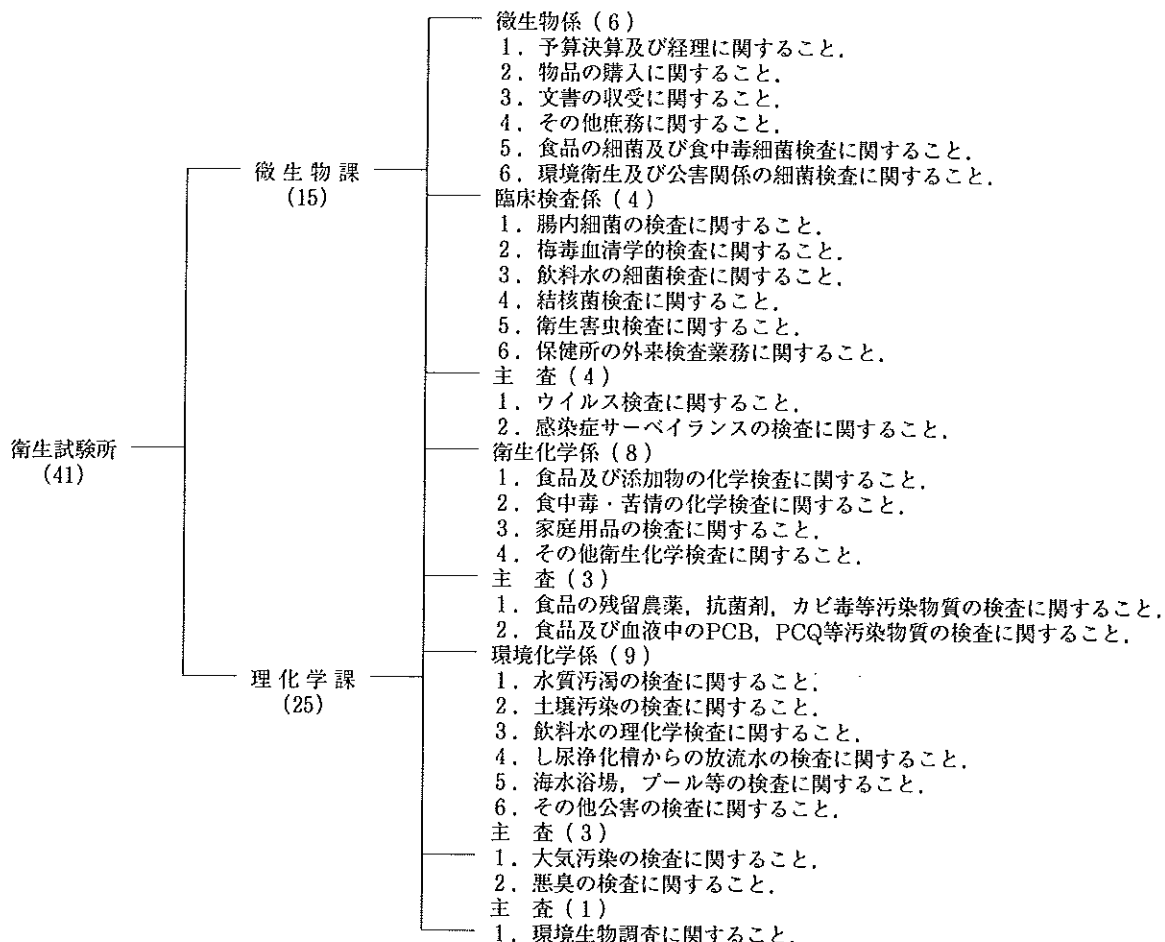 衛生試験所
(41)
微生物課
(15)
微生物係(6)
1．予算決算及び経理に関すること．
2．物品の購入に関すること．
3．文書の収受に関すること．
4．その他庶務に関すること．
5．食品の細菌及び食中毒細菌検査に関すること．
6．環境衛生及び公害関係の細菌検査に関すること．
臨床検査係(4)
1．腸内細菌の検査に関すること．
2．梅毒血清学的検査に関すること．
3．飲料水の細菌検査に関すること．
4．結核菌検査に関すること．
5．衛生害虫検査に関すること．
6．保健所の外来検査業務に関すること．
主　査(4)
1．ウイルス検査に関すること．
2．感染症サーベイランスの検査に関すること．
理化学課
(25)
衛生化学係(8)
1．食品及び添加物の化学検査に関すること．
2．食中毒・苦情の化学検査に関すること．
3．家庭用品の検査に関すること．
4．その他衛生化学検査に関すること．
主　査(3)
1．食品の残留農薬，抗菌剤，カビ毒等汚染物質の検査に関すること．
2．食品及び血液中のPCB，PCQ等汚染物質の検査に関すること．
環境化学係(9)
1．水質汚濁の検査に関すること．
2．土壌汚染の検査に関すること．
3．飲料水の理化学検査に関すること．
4．し尿浄化槽からの放流水の検査に関すること．
5．海水浴場，プール等の検査に関すること．
6．その他公害の検査に関すること．
主　査(3)
1．大気汚染の検査に関すること．
2．悪臭の検査に関すること．
主　査(1)
1．環境生物調査に関すること．